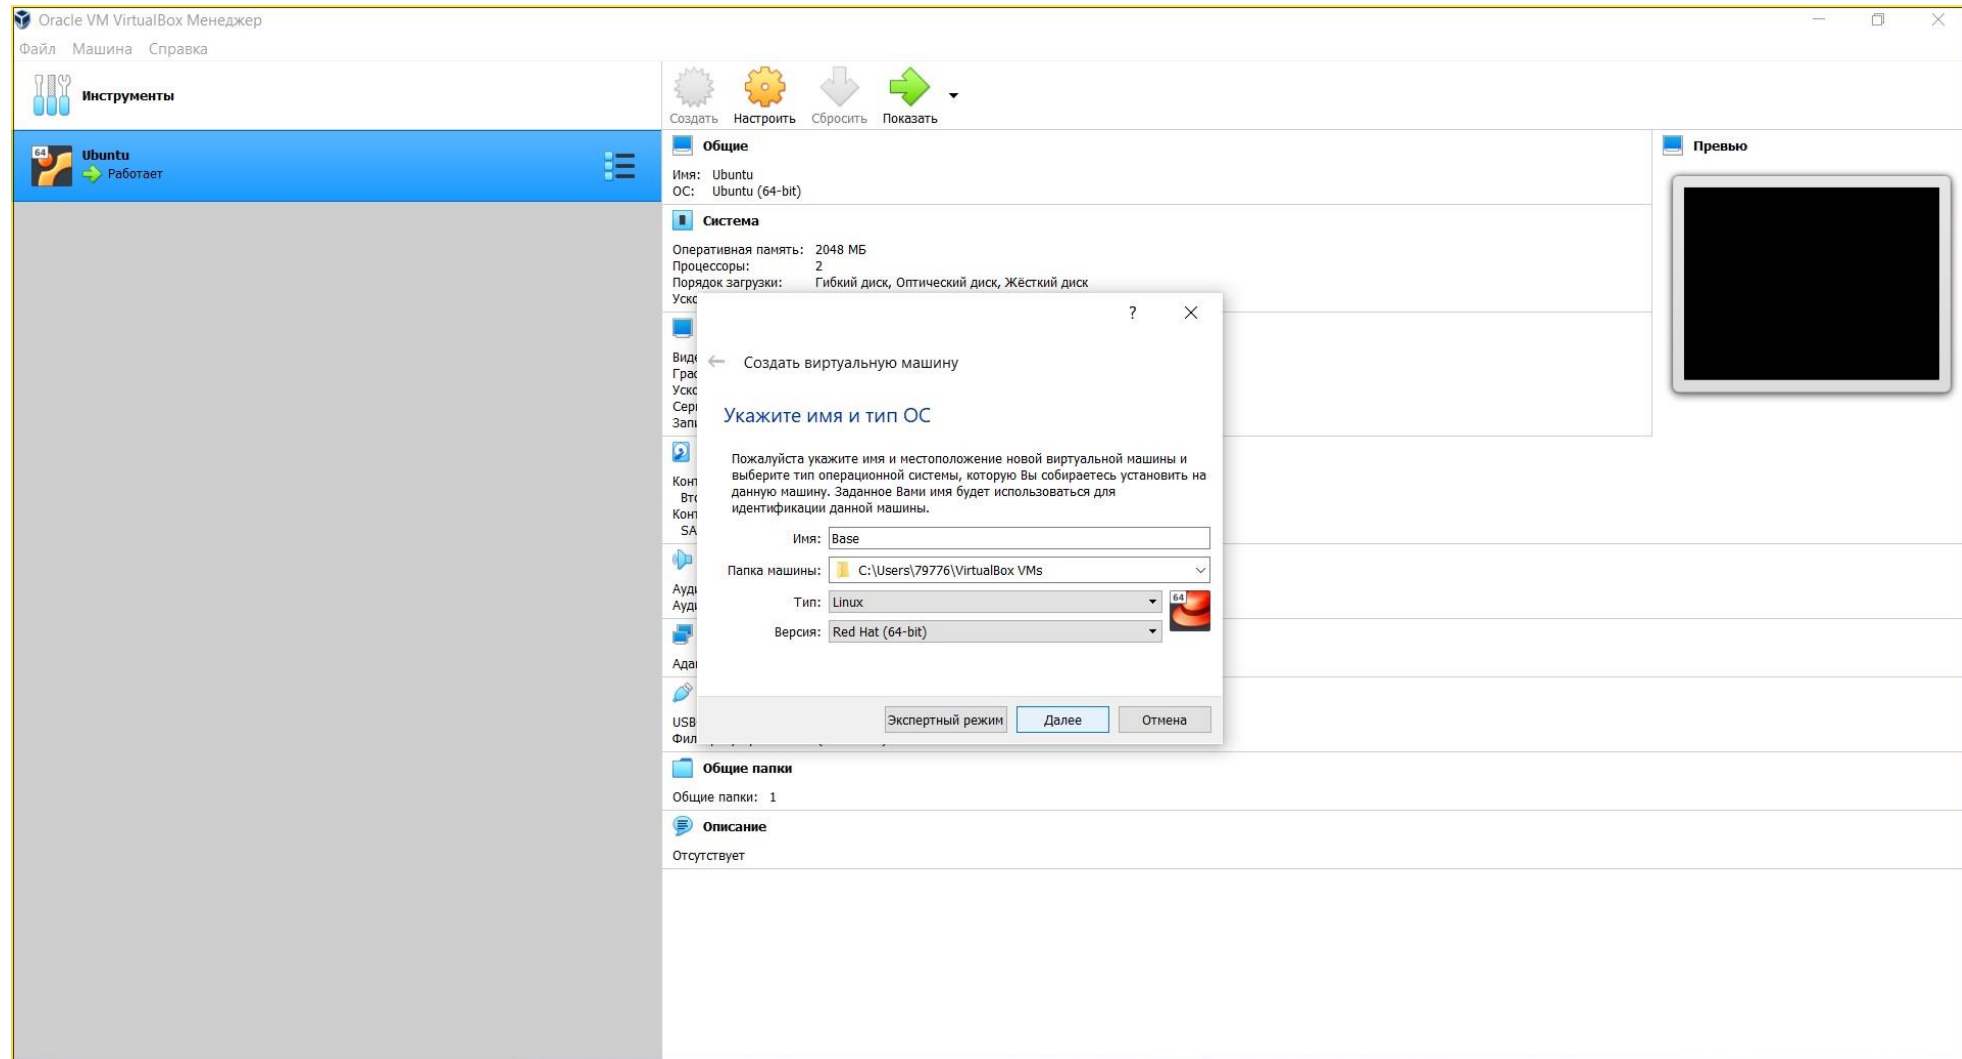 Oracle VM VirtualBox Менеджер
Файл Машина Справка
Инструменты
Создать Настроить Сбросить Показать
64
Ubuntu
Работает
Общие
Имя: Ubuntu
ОС: Ubuntu (64-bit)
Превью
Система
Оперативная память: 2048 МБ
Процессоры: 2
Порядок загрузки: Гибкий диск, Оптический диск, Жёсткий диск
?
Создать виртуальную машину
Укажите имя и тип ОС
Пожалуйста укажите имя и местоположение новой виртуальной машины и
выберите тип операционной системы, которую Вы собираетесь установить на
данную машину. Заданное Вами имя будет использоваться для
идентификации данной машины.
Имя: Base
Папка машины: C:\Users\79776\VirtualBox VMs
Тип: Linux
64
Версия: Red Hat (64-bit)
Экспертный режим Далее Отмена
USB
Общие папки
Общие папки: 1
Описание
Отсутствует